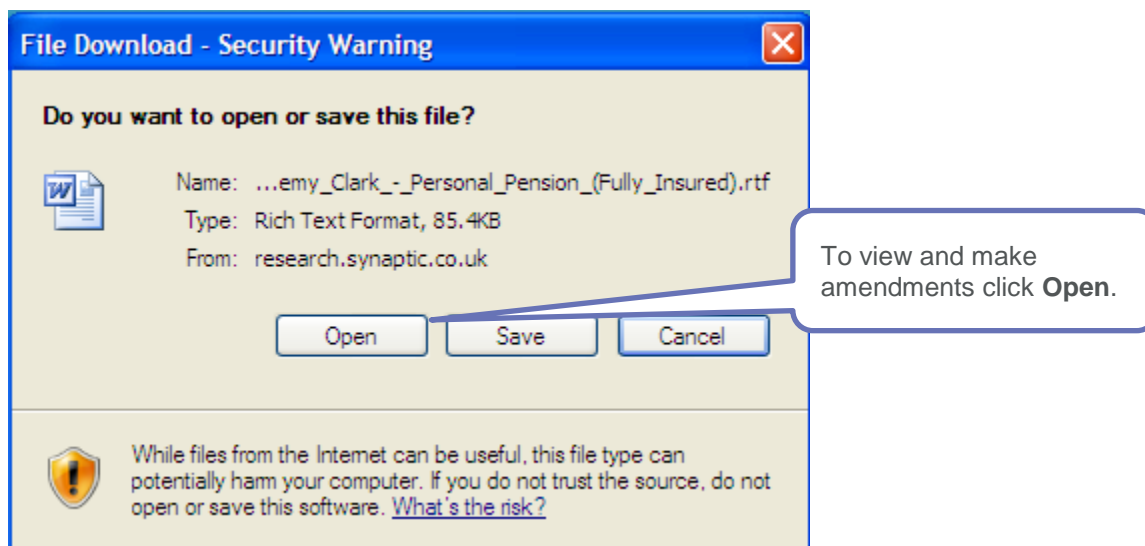 File Download - Security Warning
Do you want to open or save this file?
Name: ...emy_Clark_-_Personal_Pension_(Fully_Insured).rtf
Type: Rich Text Format, 85.4KB
From: research.synaptic.co.uk
To view and make
amendments click Open.
Open Save Cancel
While files from the Internet can be useful, this file type can
potentially harm your computer. If you do not trust the source, do not
open or save this software. What's the risk?